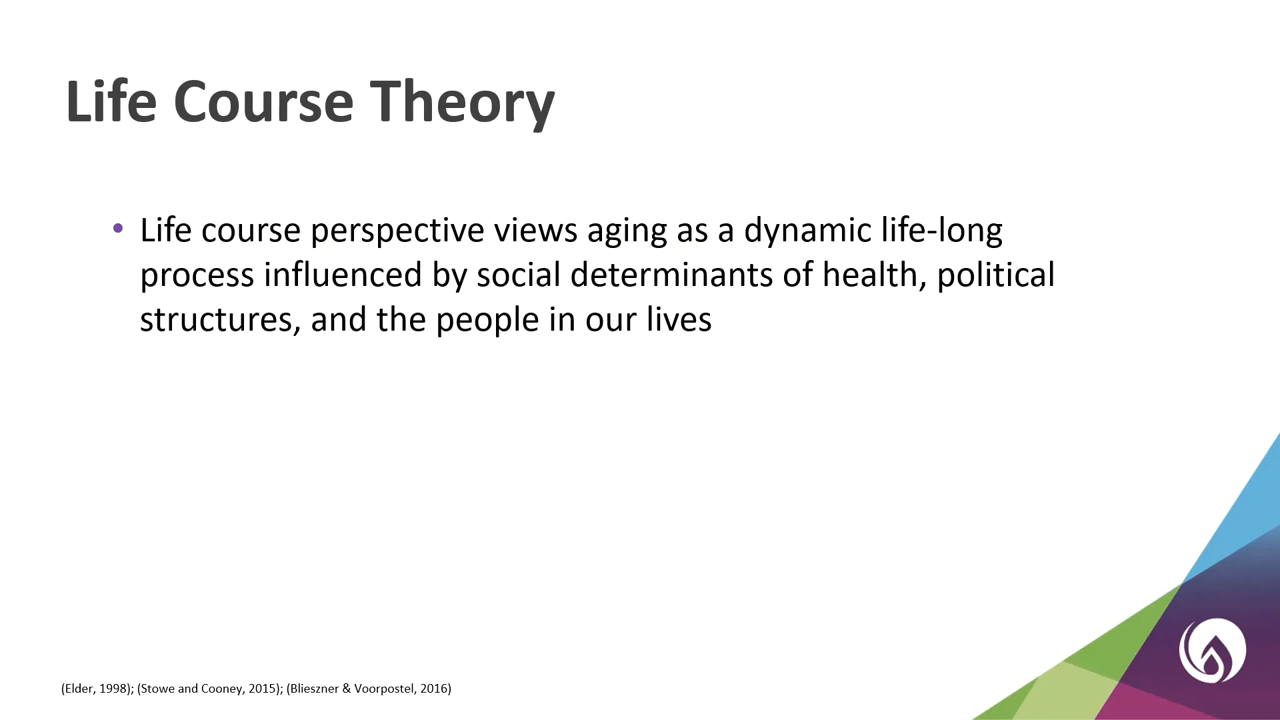 Life Course Theory
• Life course perspective views aging as a dynamic life-long
process influenced by social determinants of health, political
structures, and the people in our lives
(Elder, 1998); (Stowe and Cooney, 2015); (Blieszner & Voorpostel, 2016)